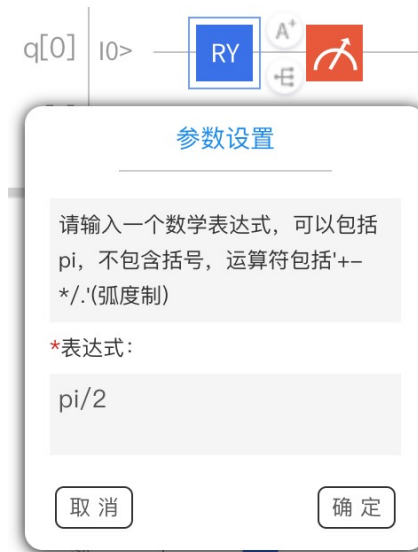 q[0] |0> RY A⁺
参数设置
请输入一个数学表达式，可以包括
pi，不包含括号，运算符包括'+-
*/.'(弧度制)
*表达式：
pi/2
取 消 确 定